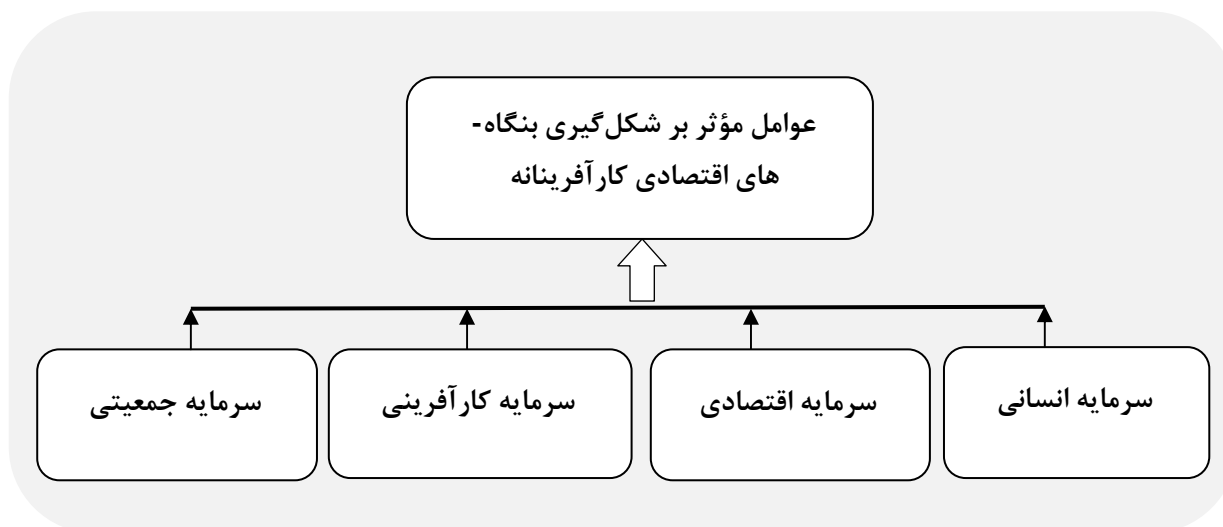 عوامل مؤثر بر شکل‌گیری بنگاه-
های اقتصادی کارآفرینانه
سرمایه انسانی
سرمایه اقتصادی
سرمایه کارآفرینی
سرمایه جمعیتی